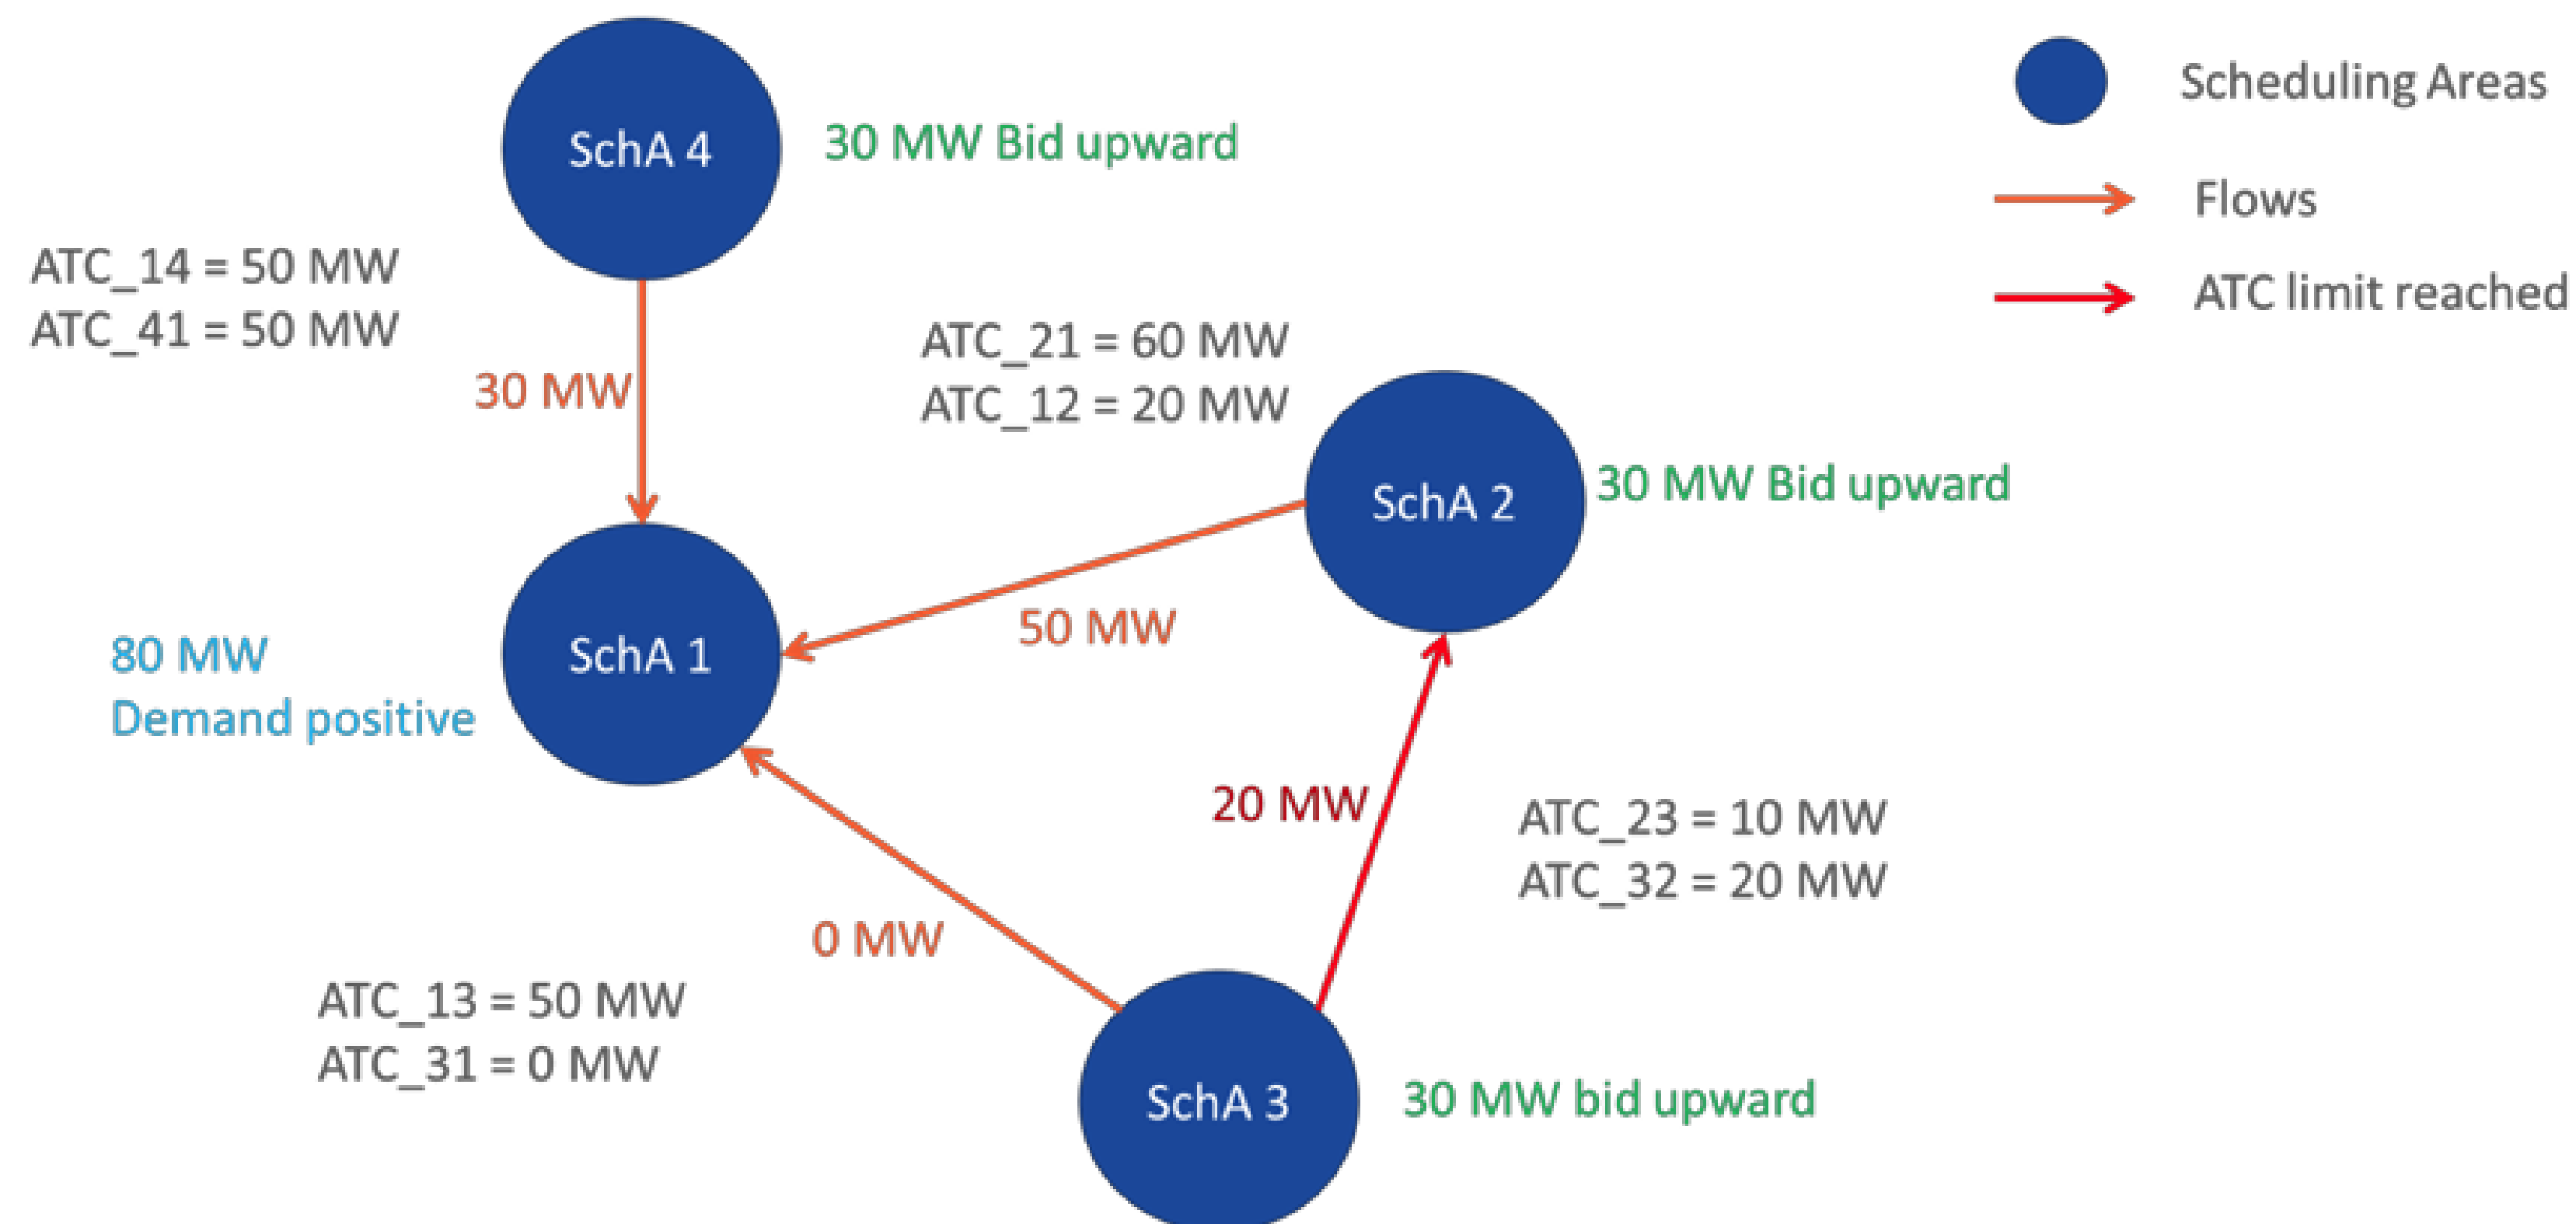 SchA 4
30 MW Bid upward
Scheduling Areas
Flows
ATC limit reached
ATC_14 = 50 MW
ATC_41 = 50 MW
30 MW
ATC_21 = 60 MW
ATC_12 = 20 MW
SchA 2
30 MW Bid upward
50 MW
SchA 1
80 MW
Demand positive
20 MW
ATC_23 = 10 MW
ATC_32 = 20 MW
0 MW
ATC_13 = 50 MW
ATC_31 = 0 MW
SchA 3
30 MW bid upward